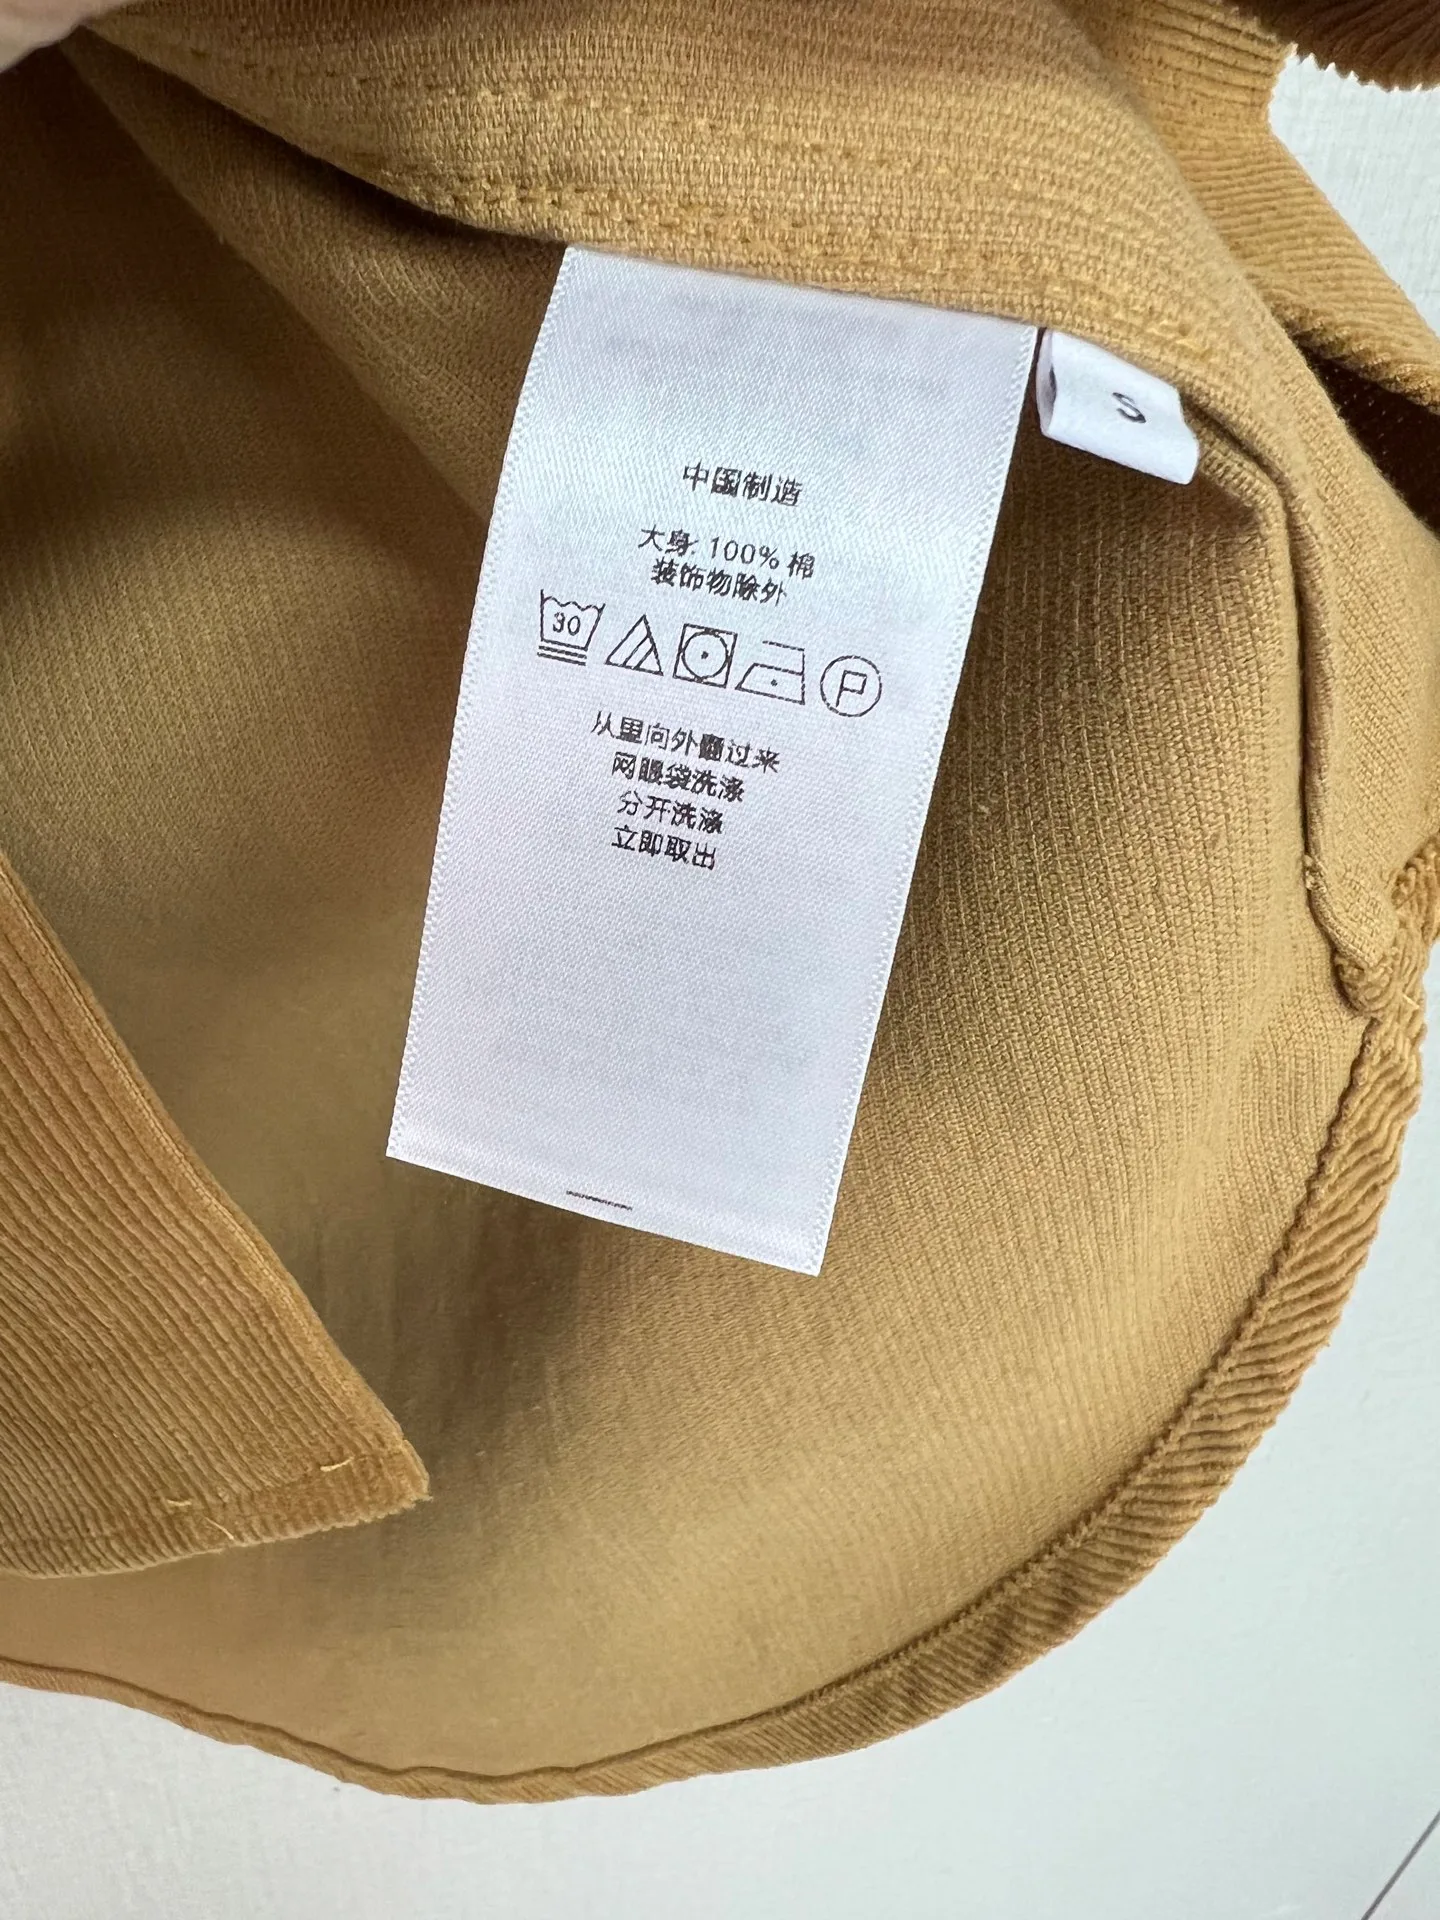 S
中国制造
大身: 100% 棉
装饰物除外
30
P
从里向外翻过来
网眼袋洗涤
分开洗涤
立即取出